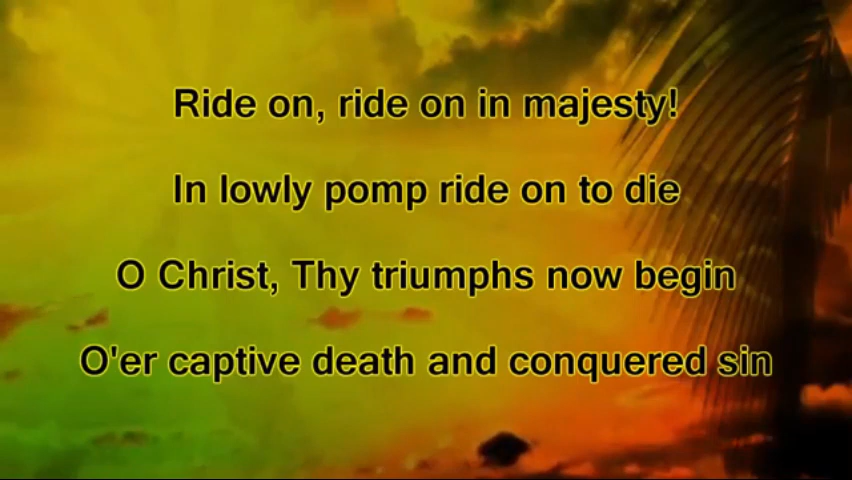 Ride on, ride on in majesty!
In lowly pomp ride on to die
O Christ, Thy triumphs now begin
O'er captive death and conquered sin